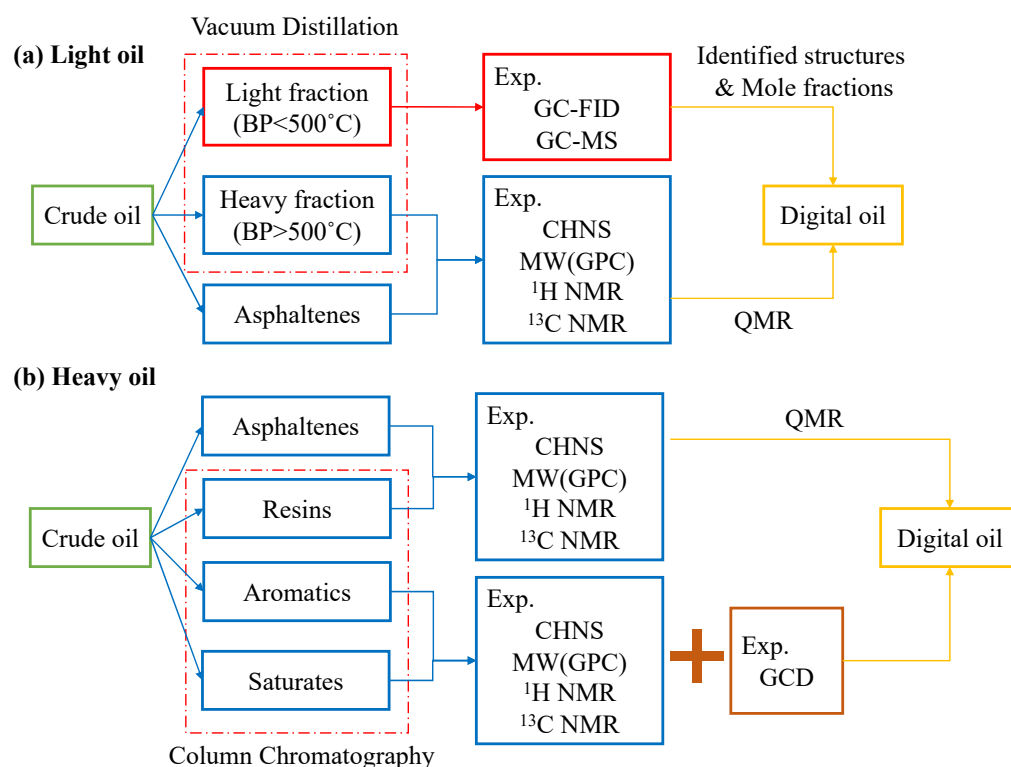 Vacuum Distillation
(a) Light oil
Crude oil
Light fraction
(BP<500˚C)
Heavy fraction
(BP>500˚C)
Asphaltenes
Exp.
GC-FID
GC-MS
Exp.
CHNS
MW(GPC)
¹H NMR
¹³C NMR
Identified structures
& Mole fractions
Digital oil
QMR
(b) Heavy oil
Crude oil
Asphaltenes
Resins
Aromatics
Saturates
Column Chromatography
Exp.
CHNS
MW(GPC)
¹H NMR
¹³C NMR
Exp.
CHNS
MW(GPC)
¹H NMR
¹³C NMR
Exp.
GCD
QMR
Digital oil